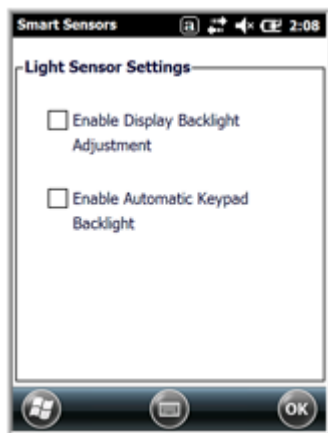 Smart Sensors a 2:08
Light Sensor Settings
Enable Display Backlight
Adjustment
Enable Automatic Keypad
Backlight
OK